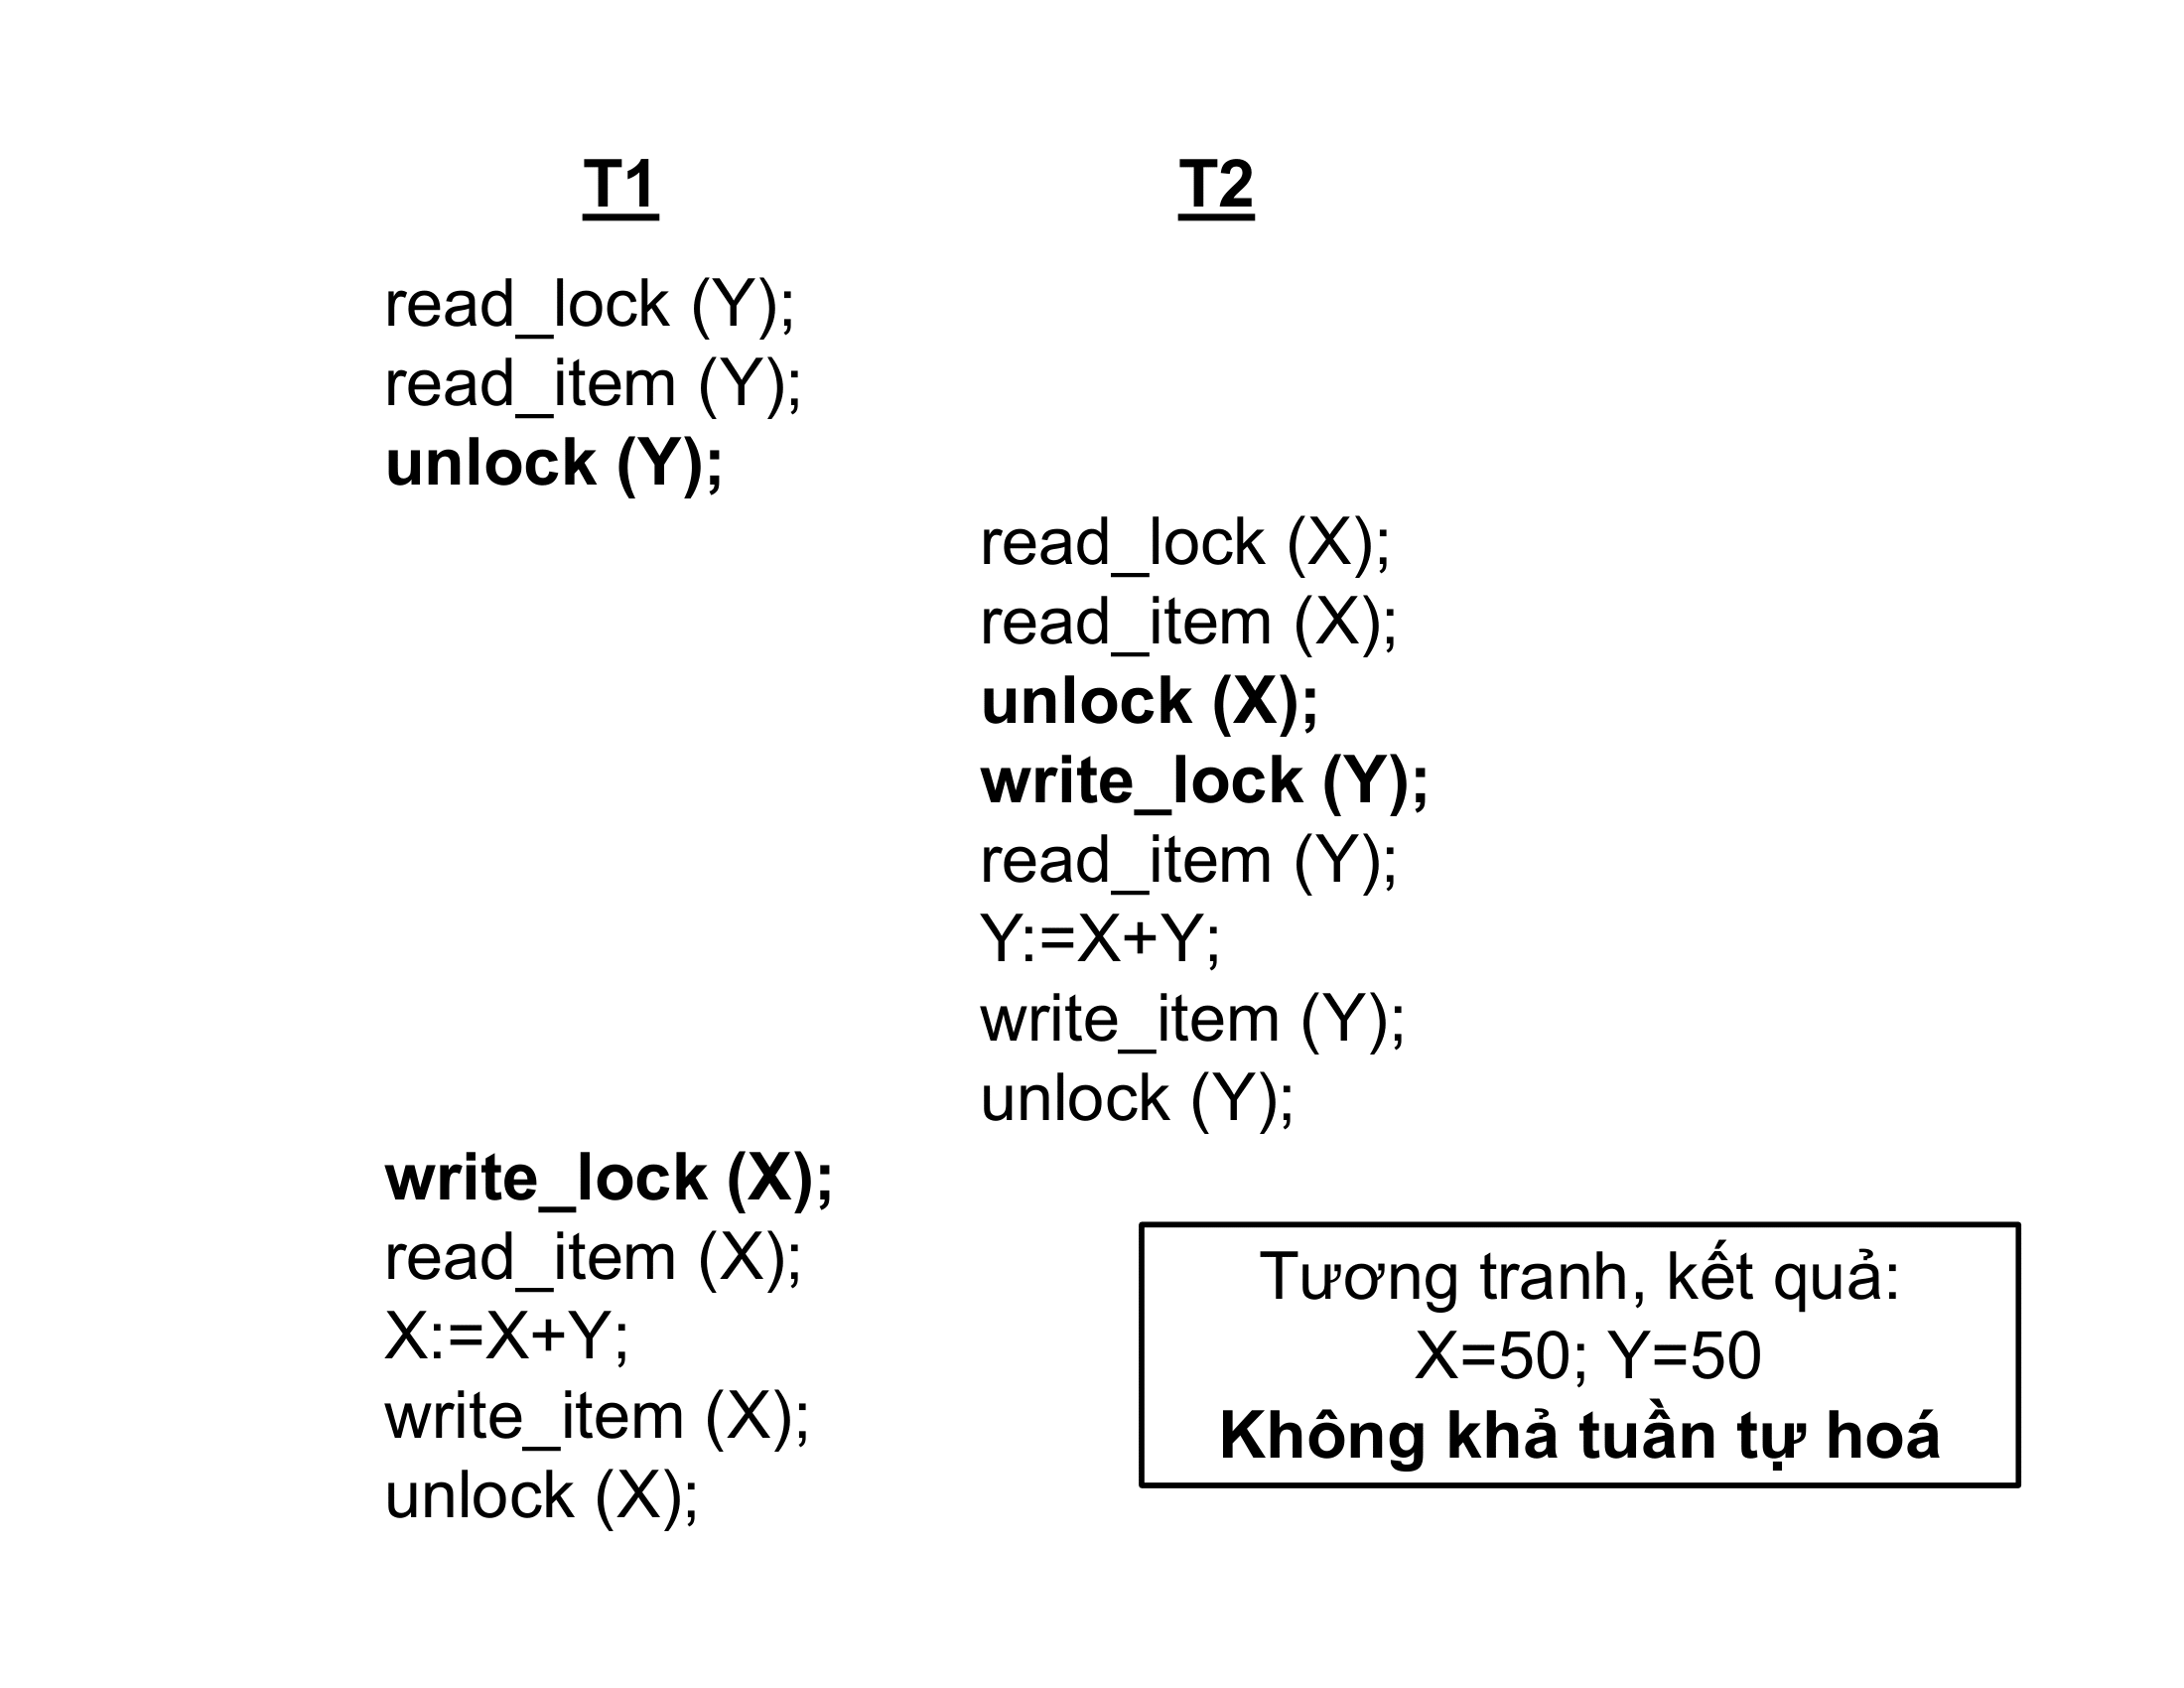 T1 T2
read_lock (Y);
read_item (Y);
unlock (Y);
read_lock (X);
read_item (X);
unlock (X);
write_lock (Y);
read_item (Y);
Y:=X+Y;
write_item (Y);
unlock (Y);
write_lock (X);
read_item (X);
X:=X+Y;
write_item (X);
unlock (X);
Tương tranh, kết quả:
X=50; Y=50
Không khả tuần tự hoá